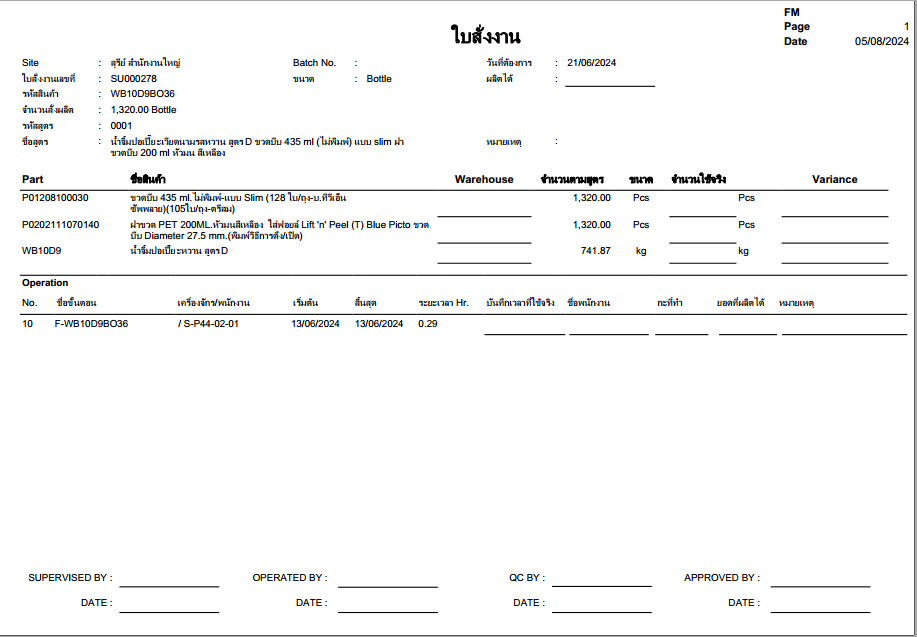 FM
Page 1
ใบสั่งงาน
Date 05/08/2024
Site : สุรีย์ สำนักงานใหญ่ Batch No. : วันที่ต้องการ : 21/06/2024
ใบสั่งงานเลขที่ : SU000278 ขนาด : Bottle ผลิตได้ :
รหัสสินค้า : WB10D9BO36
จำนวนสั่งผลิต : 1,320.00 Bottle
รหัสสูตร : 0001
ชื่อสูตร : น้ำจิ้มปอเปี๊ยะเวียดนามรสหวาน สูตร D ขวดบีบ 435 ml (ไม่พิมพ์) แบบ slim ฝา หมายเหตุ :
ขวดบีบ 200 ml หัวมน สีเหลือง
Part ชื่อสินค้า Warehouse จำนวนตามสูตร ขนาด จำนวนใช้จริง Variance
P01208100030 ขวดบีบ 435 ml.ไม่พิมพ์-แบบ Slim (128 ใบ/ถุง-บ.ทีวีเอ็น 1,320.00 Pcs Pcs
ซัพพลาย)(105ใบ/ถุง-ตรีสม)
P0202111070140 ฝาขวด PET 200ML.หัวมนสีเหลือง ใส่ฟอยล์ Lift 'n' Peel (T) Blue Picto ขวด 1,320.00 Pcs Pcs
บีบ Diameter 27.5 mm.(พิมพ์วิธีการดึง/เปิด)
WB10D9 น้ำจิ้มปอเปี๊ยะหวาน สูตร D 741.87 kg kg
Operation
No. ชื่อขั้นตอน เครื่องจักร/พนักงาน เริ่มต้น สิ้นสุด ระยะเวลา Hr. บันทึกเวลาที่ใช้จริง ชื่อพนักงาน กะที่ทำ ยอดที่ผลิตได้ หมายเหตุ
10 F-WB10D9BO36 / S-P44-02-01 13/06/2024 13/06/2024 0.29
SUPERVISED BY : OPERATED BY : QC BY : APPROVED BY :
DATE : DATE : DATE : DATE :